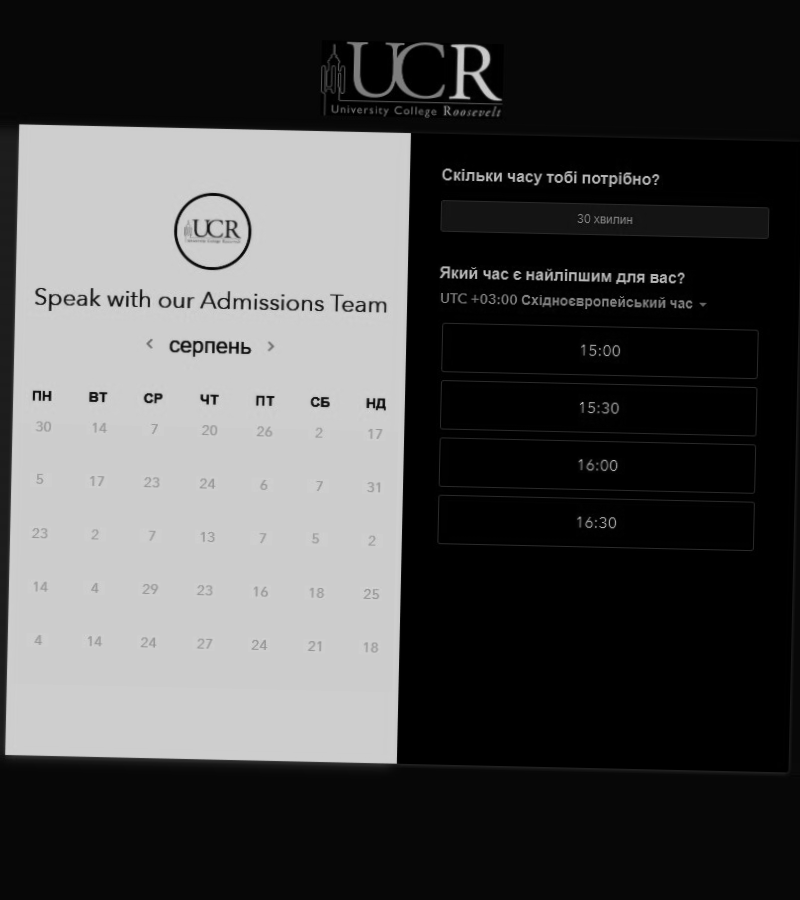 UCR
University College Roosevelt
UCR
University College Roosevelt
Speak with our Admissions Team
серпень
ПН ВТ СР ЧТ ПТ СБ НД
30 14 7 20 26 2 17
5 17 23 24 6 7 31
23 2 7 13 7 5 2
14 4 29 23 16 18 25
4 14 24 27 24 21 18
Скільки часу тобі потрібно?
30 хвилин
Який час є найліпшим для вас?
UTC +03:00 Східноєвропейський час
15:00
15:30
16:00
16:30